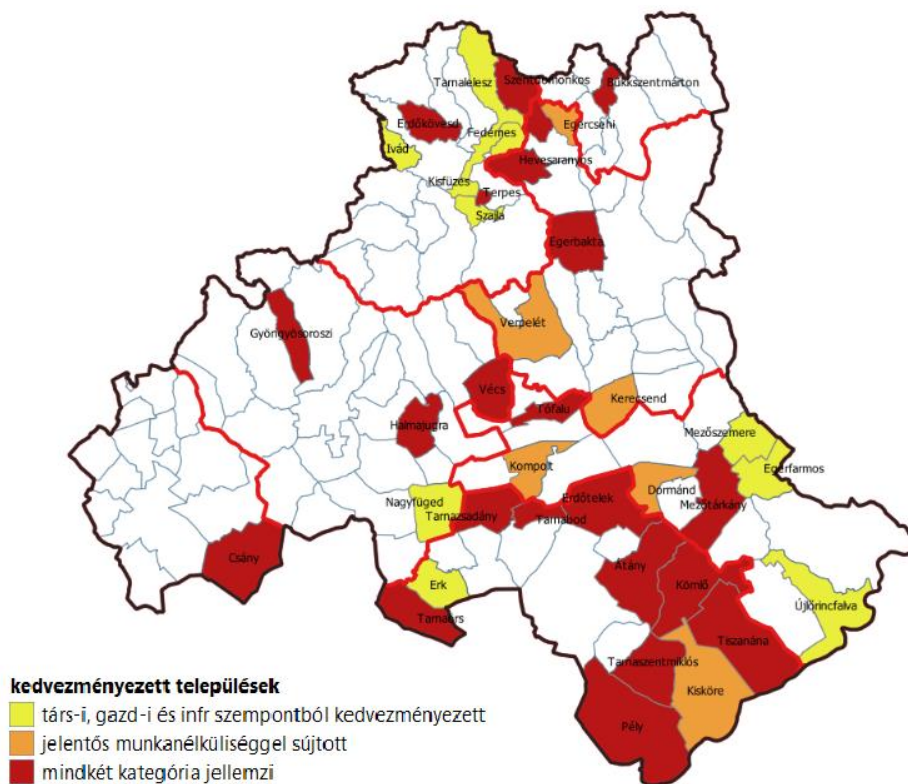 Tarnalelesz
Szentdomonkos
Bükkszentmárton
Erdőkövesd
Fedémes
Egercsehi
Ivád
Hevesaranyos
Kisfüzes
Terpes
Szajla
Egerbakta
Gyöngyösoroszi
Verpelét
Vécs
Kerecsend
Tófalu
Halmajugra
Mezőszemere
Kompolt
Egerfarmos
Nagyfüged
Erdőtelek
Dormánd
Mezőtárkány
Tarnazsadány
Tarnabod
Csány
Átány
Erk
Kömlő
Újlőrincfalva
Tarnaörs
Tiszanána
Tarnaszentmiklós
Kisköre
Pély
kedvezményezett települések
társ-i, gazd-i és infr szempontból kedvezményezett
jelentős munkanélküliséggel sújtott
mindkét kategória jellemzi